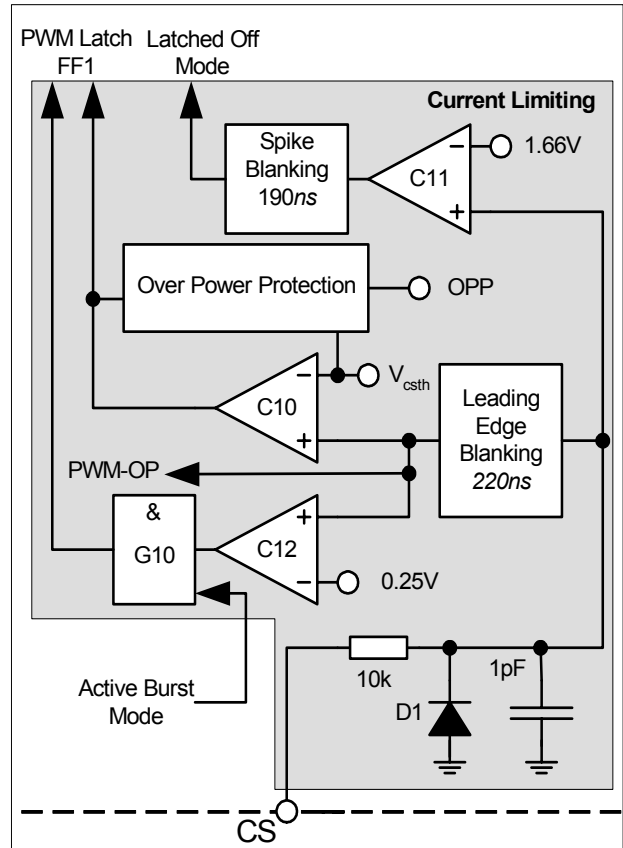 PWM Latch
FF1
Latched Off
Mode
Current Limiting
Spike
Blanking
190ns
C11
1.66V
Over Power Protection
OPP
C10
Vcsth
Leading
Edge
Blanking
220ns
PWM-OP
&
G10
C12
0.25V
Active Burst
Mode
10k
D1
1pF
CS